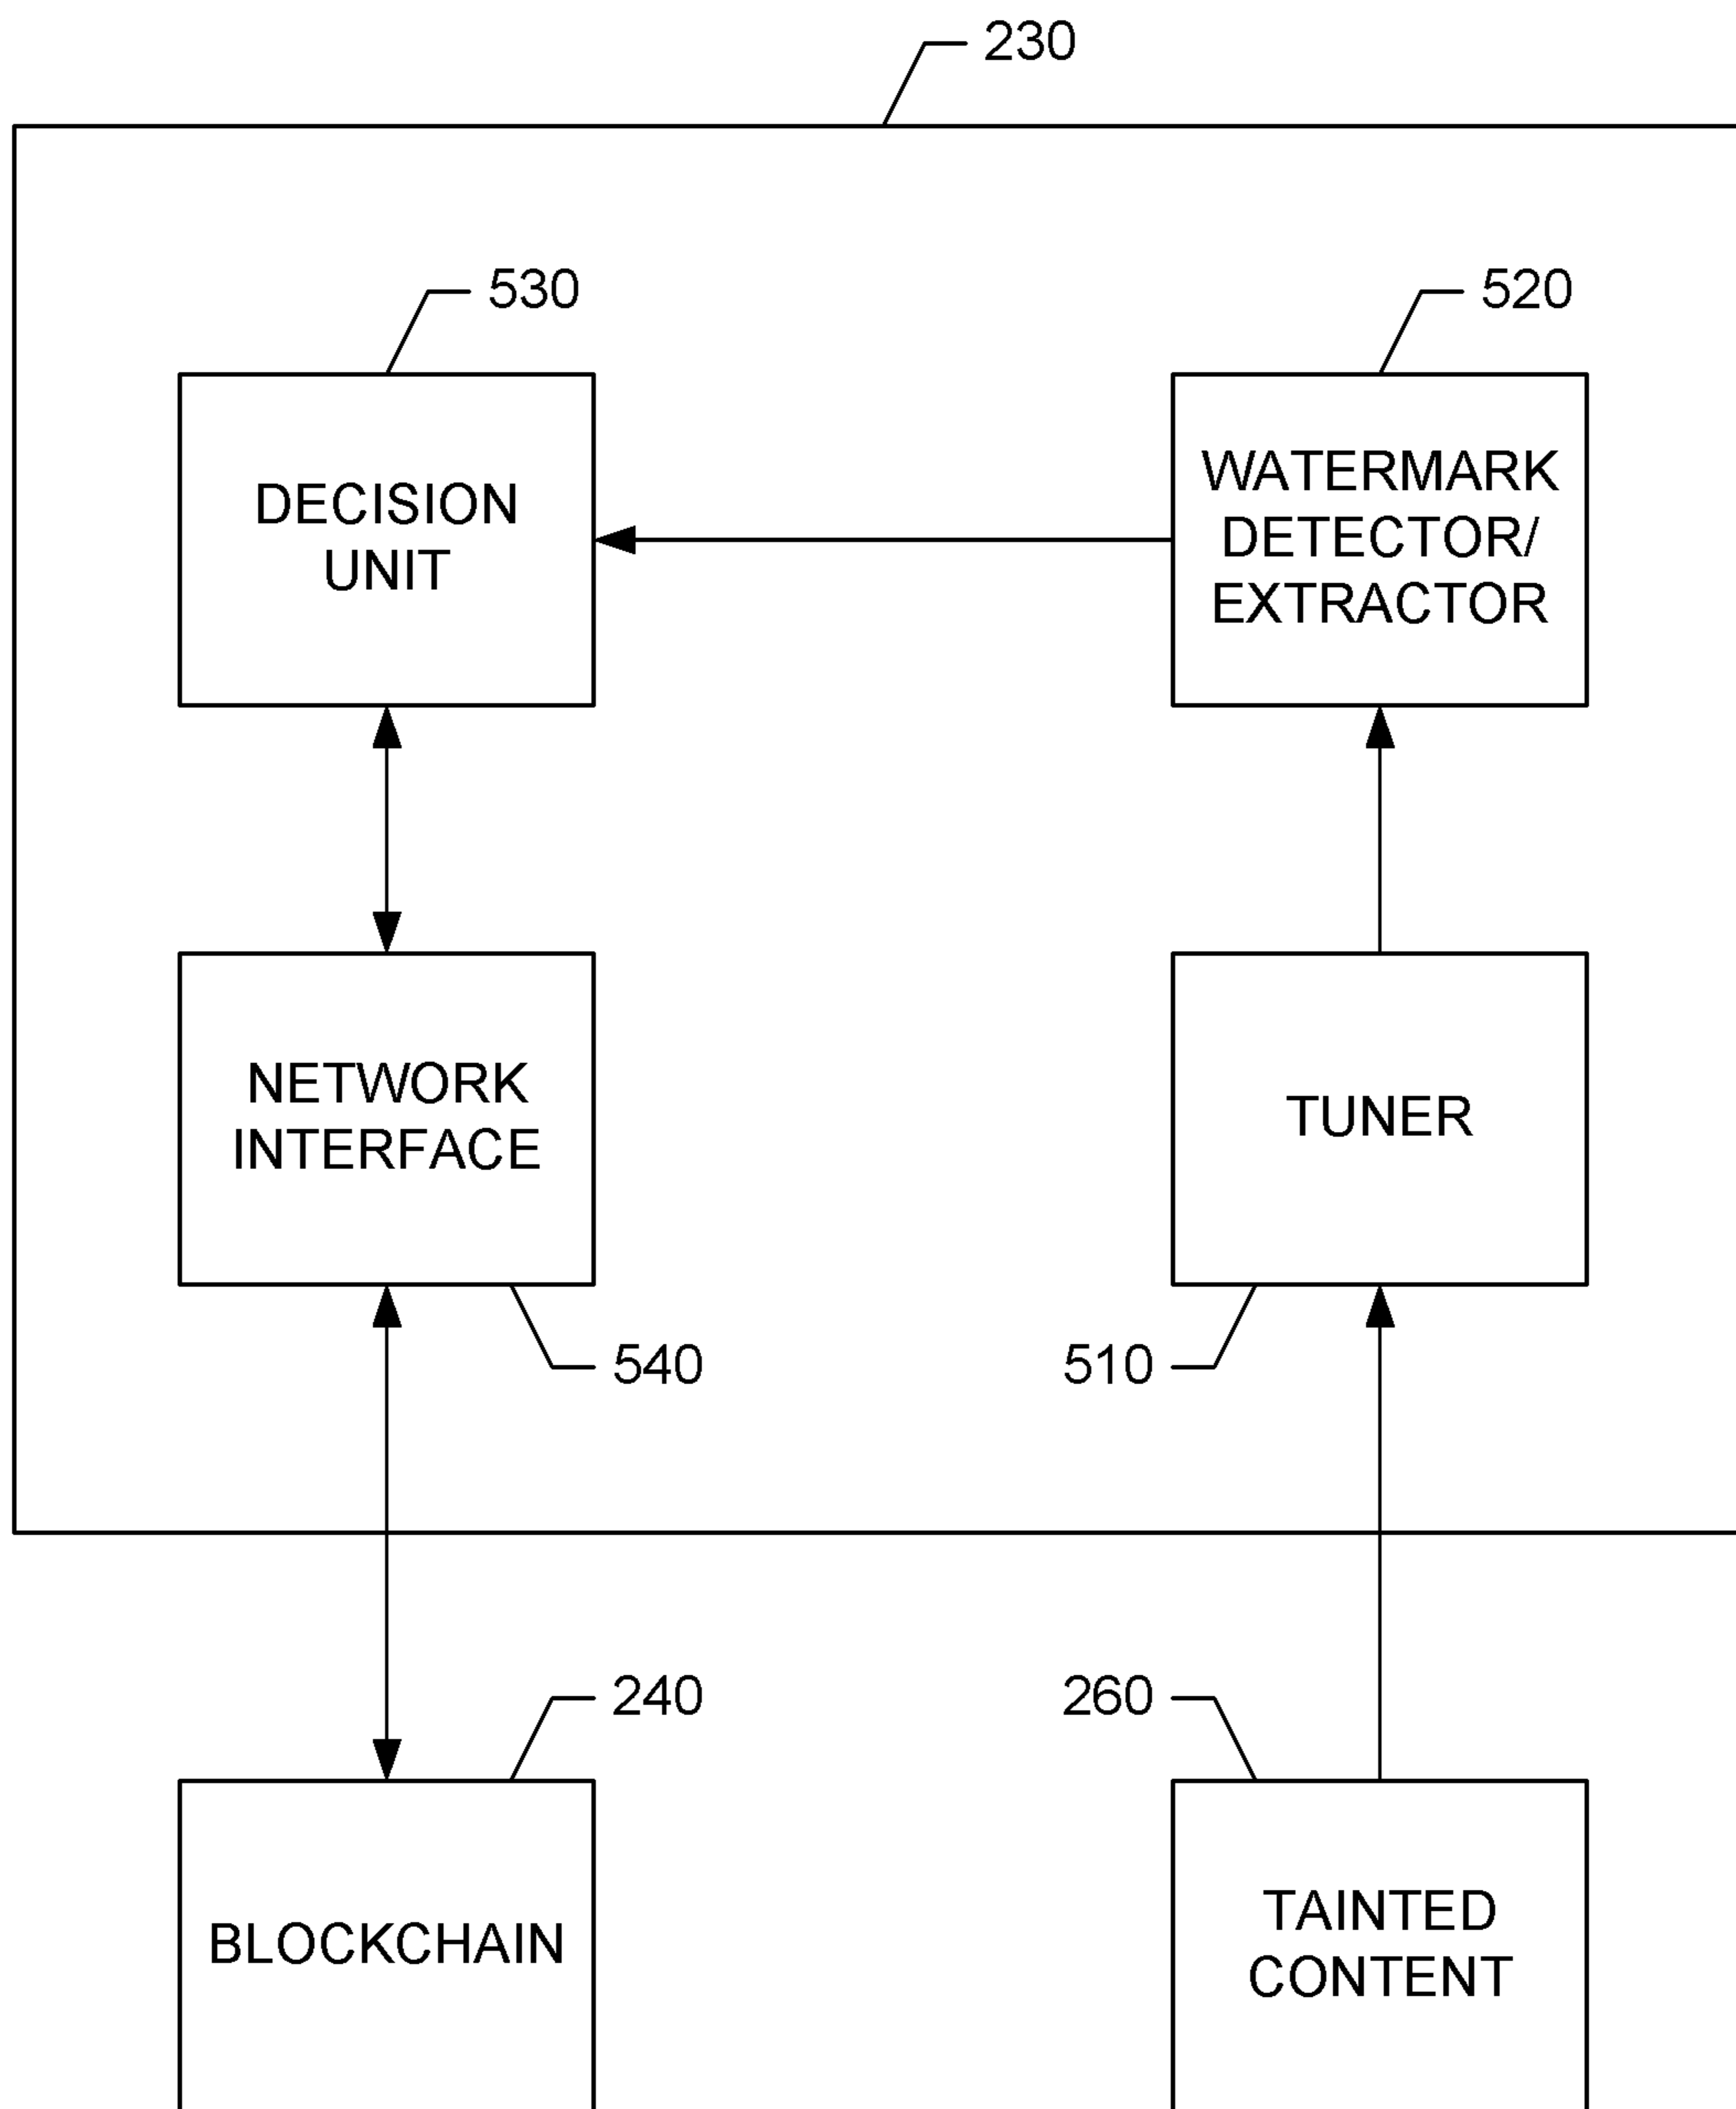 230
530
520
DECISION
UNIT
WATERMARK
DETECTOR/
EXTRACTOR
NETWORK
INTERFACE
TUNER
540
510
240
260
BLOCKCHAIN
TAINTED
CONTENT